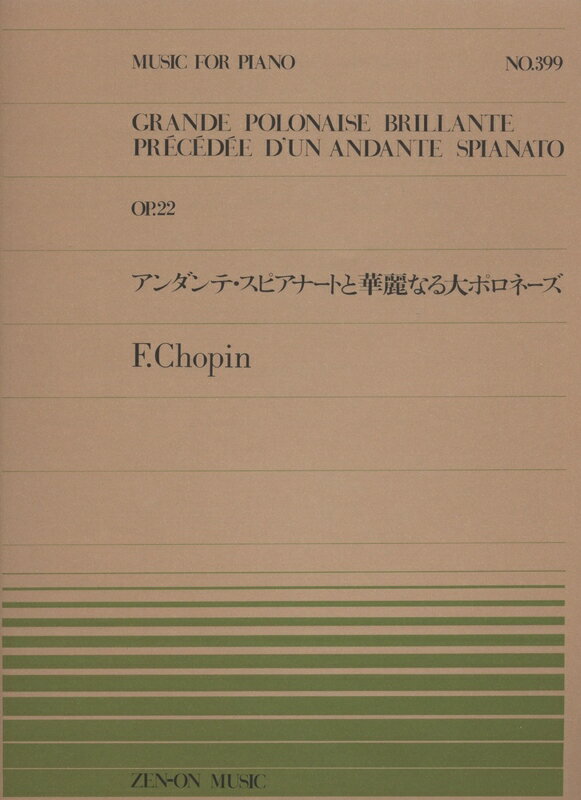 MUSIC FOR PIANO NO.399
GRANDE POLONAISE BRILLANTE
PRÉCÉDÉE D'UN ANDANTE SPIANATO
OP.22
アンダンテ・スピアナートと華麗なる大ポロネーズ
F.Chopin
ZEN-ON MUSIC